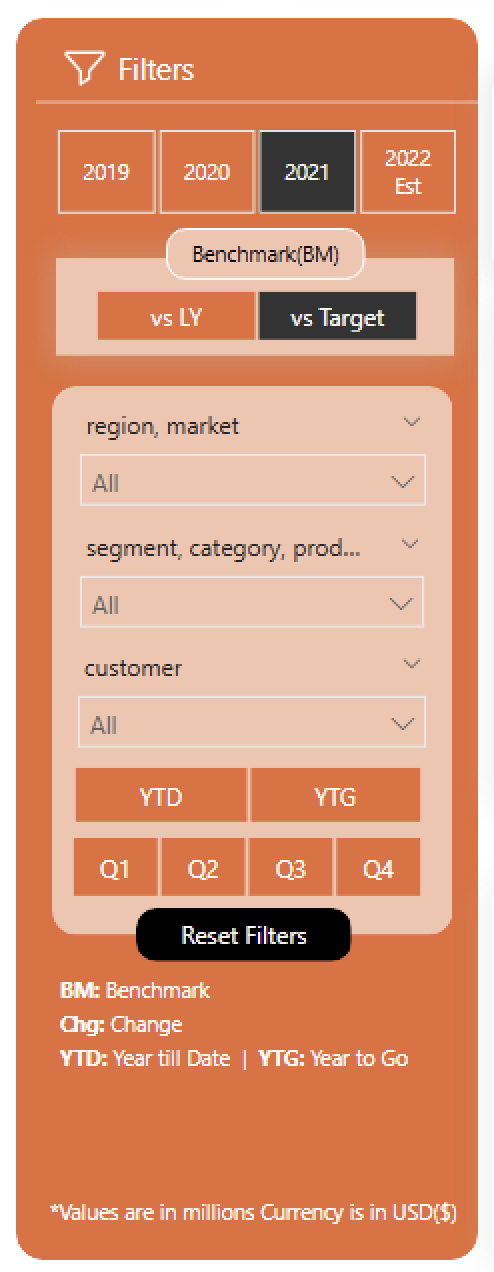 Filters
2019 2020 2021 2022 Est
Benchmark(BM)
vs LY vs Target
region, market
All
segment, category, prod...
All
customer
All
YTD YTG
Q1 Q2 Q3 Q4
Reset Filters
BM: Benchmark
Chg: Change
YTD: Year till Date | YTG: Year to Go
*Values are in millions Currency is in USD($)